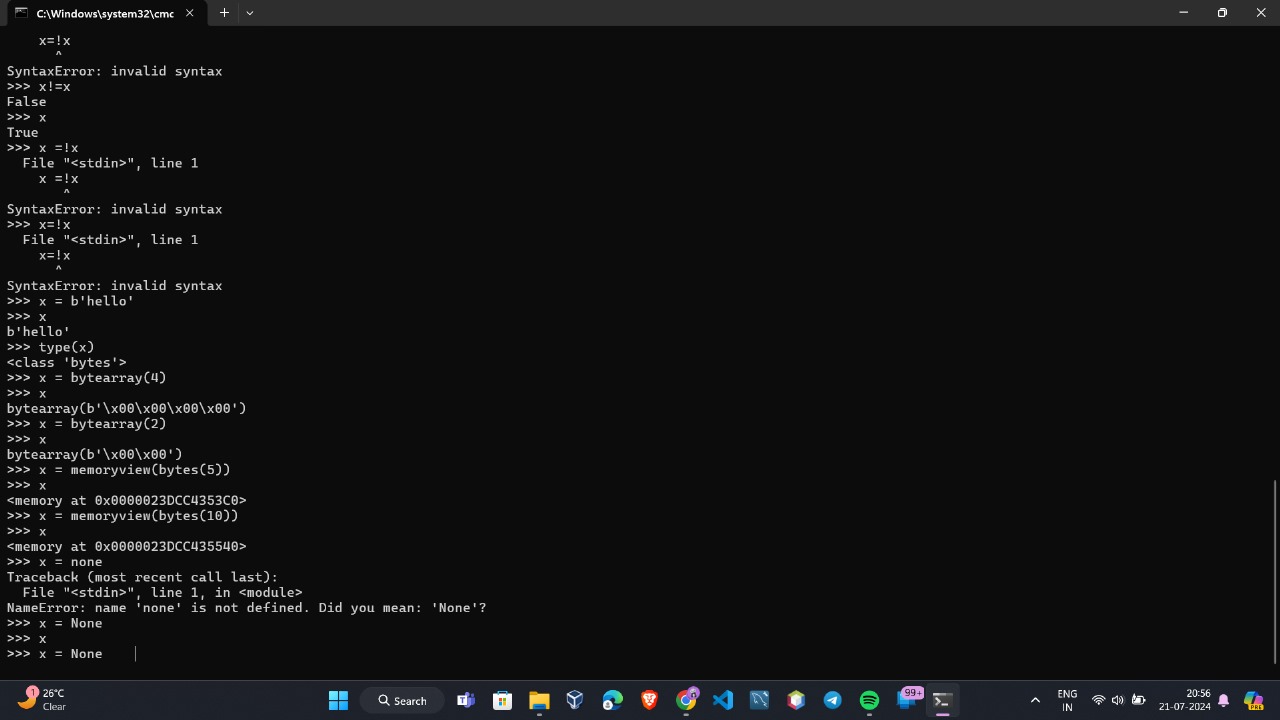 C:\Windows\system32\cmc
    x=!x
      ^
SyntaxError: invalid syntax
>>> x!=x
False
>>> x
True
>>> x =!x
  File "<stdin>", line 1
    x =!x
       ^
SyntaxError: invalid syntax
>>> x=!x
  File "<stdin>", line 1
    x=!x
      ^
SyntaxError: invalid syntax
>>> x = b'hello'
>>> x
b'hello'
>>> type(x)
<class 'bytes'>
>>> x = bytearray(4)
>>> x
bytearray(b'\x00\x00\x00\x00')
>>> x = bytearray(2)
>>> x
bytearray(b'\x00\x00')
>>> x = memoryview(bytes(5))
>>> x
<memory at 0x0000023DCC4353C0>
>>> x = memoryview(bytes(10))
>>> x
<memory at 0x0000023DCC435540>
>>> x = none
Traceback (most recent call last):
  File "<stdin>", line 1, in <module>
NameError: name 'none' is not defined. Did you mean: 'None'?
>>> x = None
>>> x
>>> x = None
1
26°C
Clear
Search
99+
ENG
IN
20:56
21-07-2024
PRE